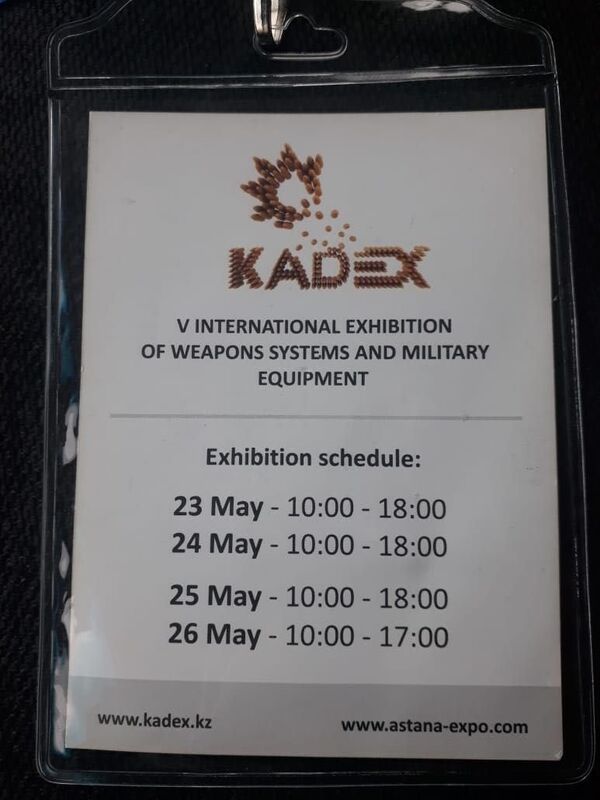 KADEX
V INTERNATIONAL EXHIBITION
OF WEAPONS SYSTEMS AND MILITARY
EQUIPMENT
Exhibition schedule:
23 May - 10:00 - 18:00
24 May - 10:00 - 18:00
25 May - 10:00 - 18:00
26 May - 10:00 - 17:00
www.kadex.kz
www.astana-expo.com